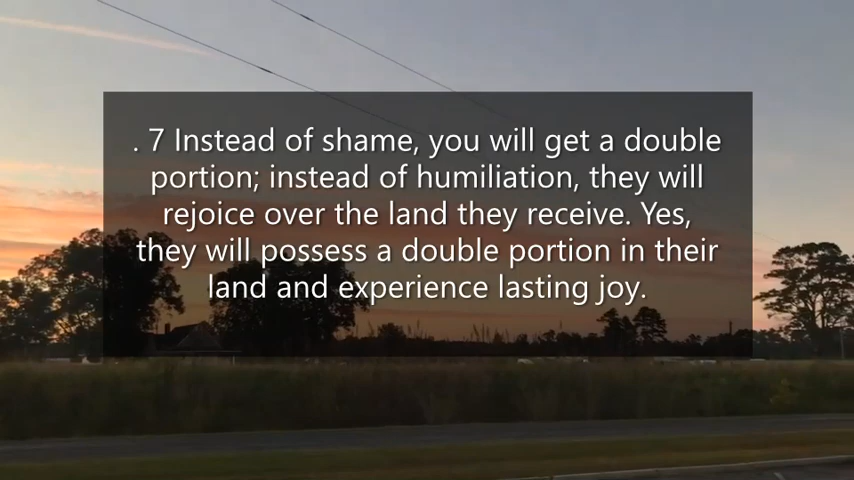 . 7 Instead of shame, you will get a double
portion; instead of humiliation, they will
rejoice over the land they receive. Yes,
they will possess a double portion in their
land and experience lasting joy.